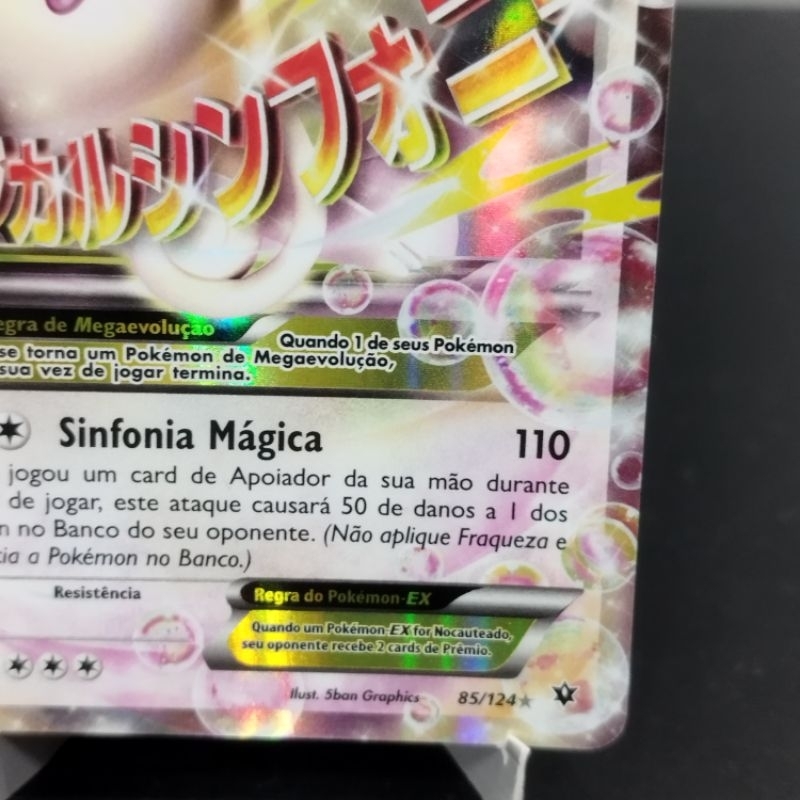 カルシンフォニー
egra de Megaevolução
Quando 1 de seus Pokémon
se torna um Pokémon de Megaevolução,
sua vez de jogar termina.
Sinfonia Mágica 110
jogou um card de Apoiador da sua mão durante
de jogar, este ataque causará 50 de danos a 1 dos
n no Banco do seu oponente. (Não aplique Fraqueza e
cia a Pokémon no Banco.)
Resistência
Regra do Pokémon-EX
Quando um Pokémon-EX for Nocauteado,
seu oponente recebe 2 cards de Prêmio.
Ilust. 5ban Graphics 85/124★